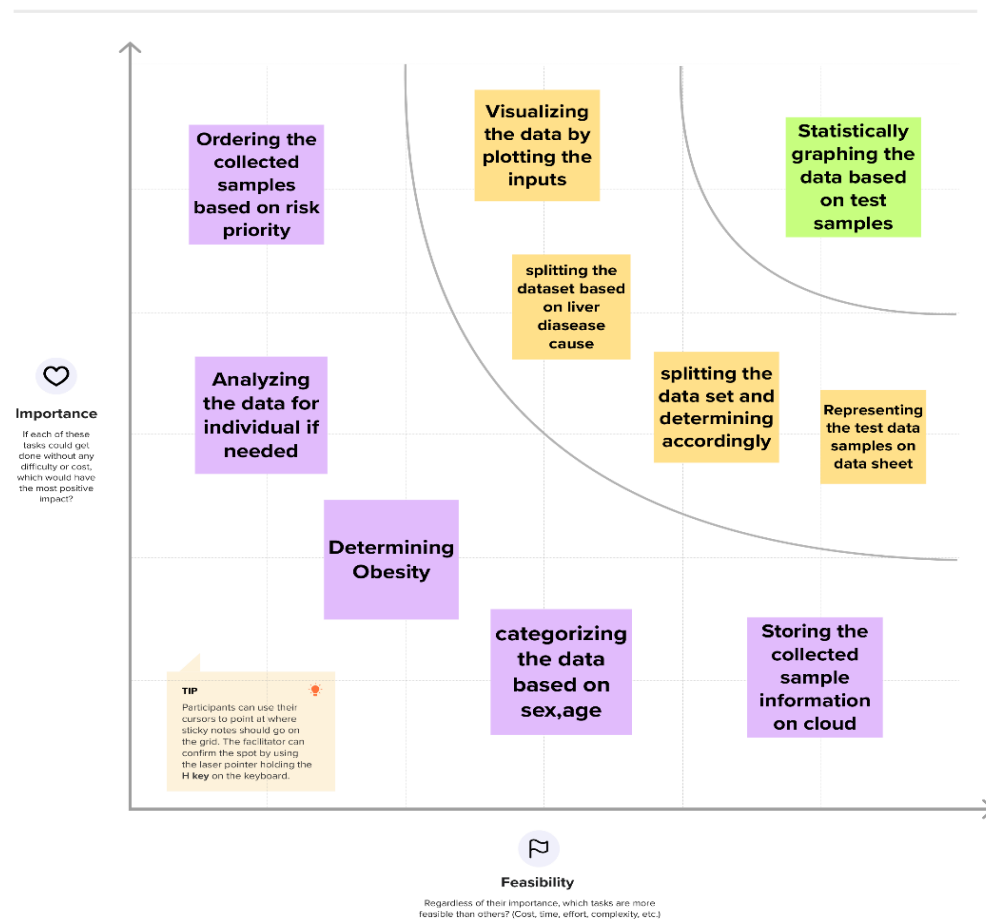 Ordering the
collected
samples
based on risk
priority
Visualizing
the data by
plotting the
inputs
Statistically
graphing the
data based
on test
samples
splitting the
dataset based
on liver
diasease
cause
Analyzing
the data for
individual if
needed
splitting the
data set and
determining
accordingly
Representing
the test data
samples on
data sheet
Importance
If each of these
tasks could get
done without any
difficulty or cost,
which would have
the most positive
impact?
Determining
Obesity
categorizing
the data
based on
sex,age
Storing the
collected
sample
information
on cloud
TIP
Participants can use their
cursors to point at where
sticky notes should go on
the grid. The facilitator can
confirm the spot by using
the laser pointer holding the
H key on the keyboard.
Feasibility
Regardless of their importance, which tasks are more
feasible than others? (Cost, time, effort, complexity, etc.)